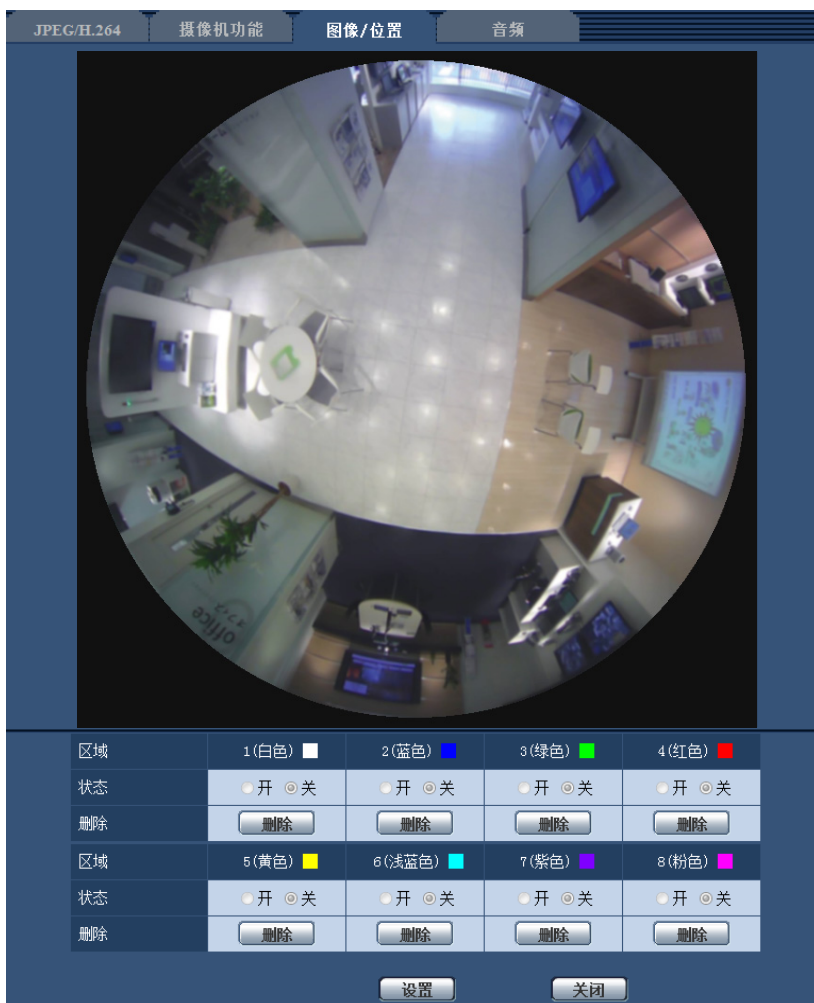 JPEG/H.264 摄像机功能 图像/位置 音频
office
区域 1(白色) 2(蓝色) 3(绿色) 4(红色)
状态 开 关 开 关 开 关 开 关
删除 删除 删除 删除 删除
区域 5(黄色) 6(浅蓝色) 7(紫色) 8(粉色)
状态 开 关 开 关 开 关 开 关
删除 删除 删除 删除 删除
设置 关闭